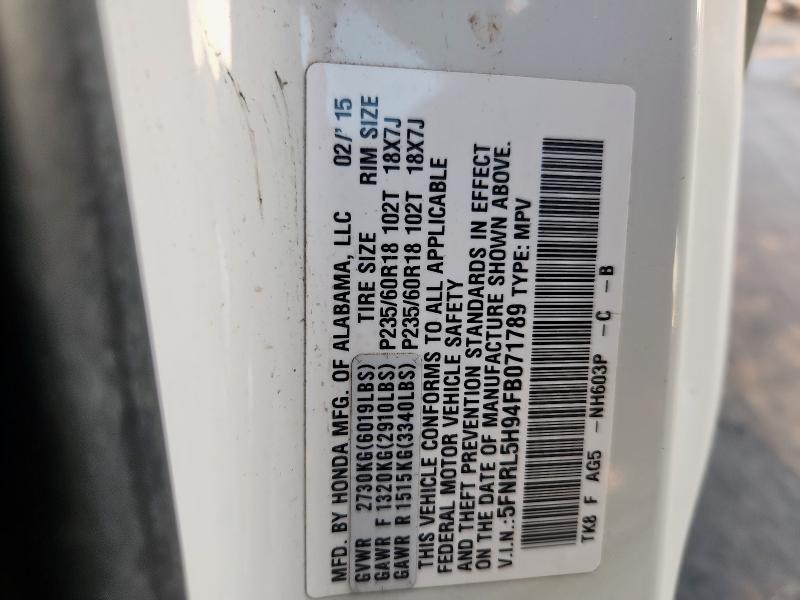 MFD. BY HONDA MFG. OF ALABAMA, LLC 02/' 15
GVWR 2730KG(6019LBS) TIRE SIZE RIM SIZE
GAWR F 1320KG(2910LBS) P235/60R18 102T 18X7J
GAWR R 1515KG(3340LBS) P235/60R18 102T 18X7J
THIS VEHICLE CONFORMS TO ALL APPLICABLE
FEDERAL MOTOR VEHICLE SAFETY
AND THEFT PREVENTION STANDARDS IN EFFECT
ON THE DATE OF MANUFACTURE SHOWN ABOVE.
V.I.N.:5FNRL5H94FB071789 TYPE: MPV
TK8 F AG5 -NH603P -C -B